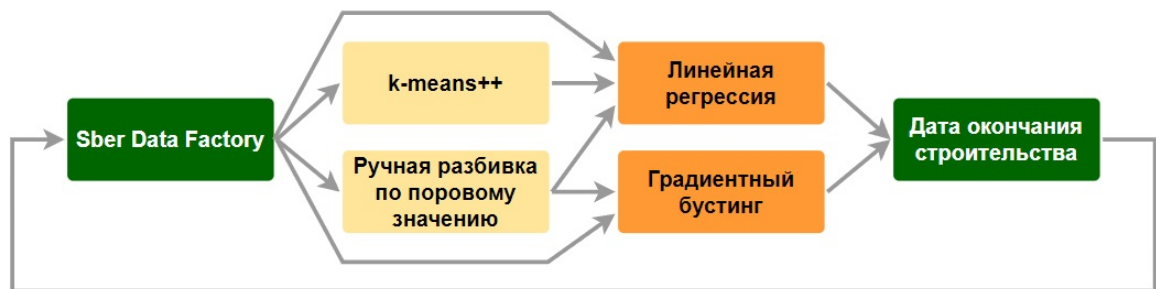 k-means++
Линейная
регрессия
Sber Data Factory
Дата окончания
строительства
Ручная разбивка
по поровому
значению
Градиентный
бустинг